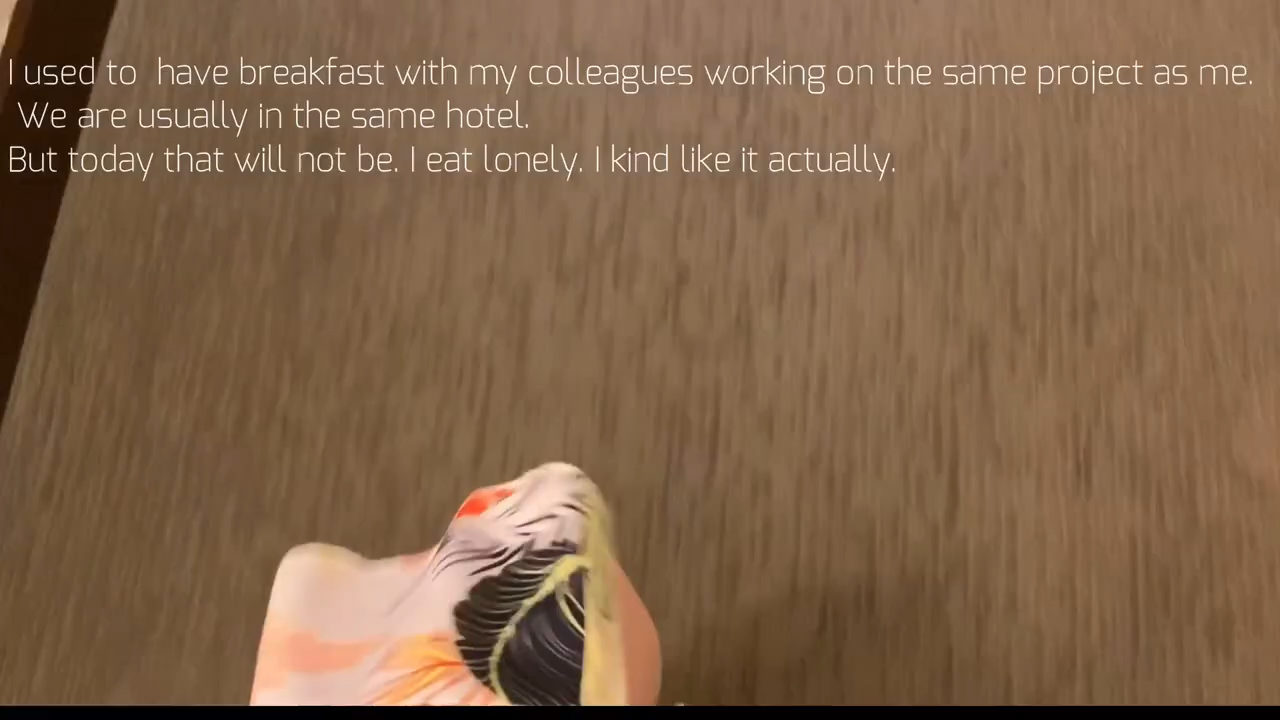 I used to have breakfast with my colleagues working on the same project as me.
We are usually in the same hotel.
But today that will not be. I eat lonely. I kind like it actually.